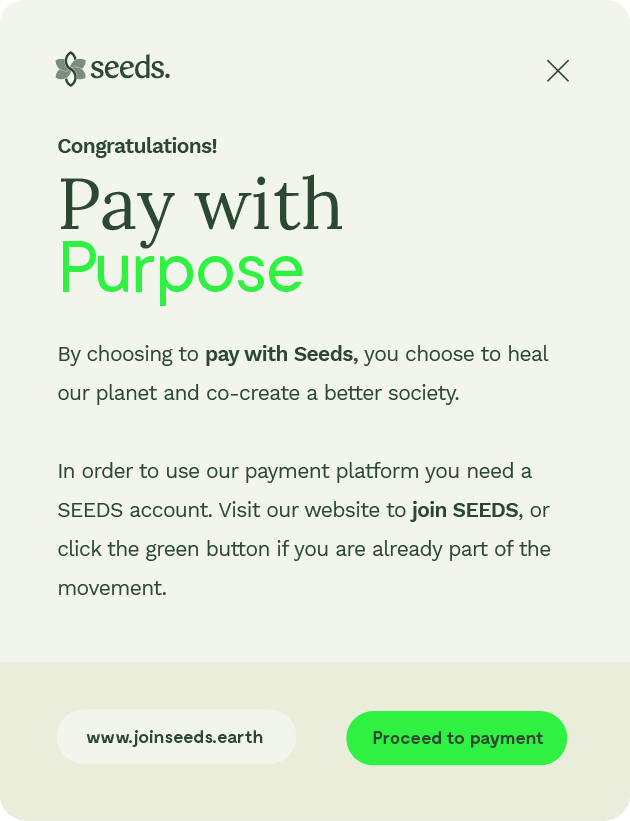 seeds.
Congratulations!
Pay with
Purpose
By choosing to pay with Seeds, you choose to heal
our planet and co-create a better society.
In order to use our payment platform you need a
SEEDS account. Visit our website to join SEEDS, or
click the green button if you are already part of the
movement.
www.joinseeds.earth
Proceed to payment